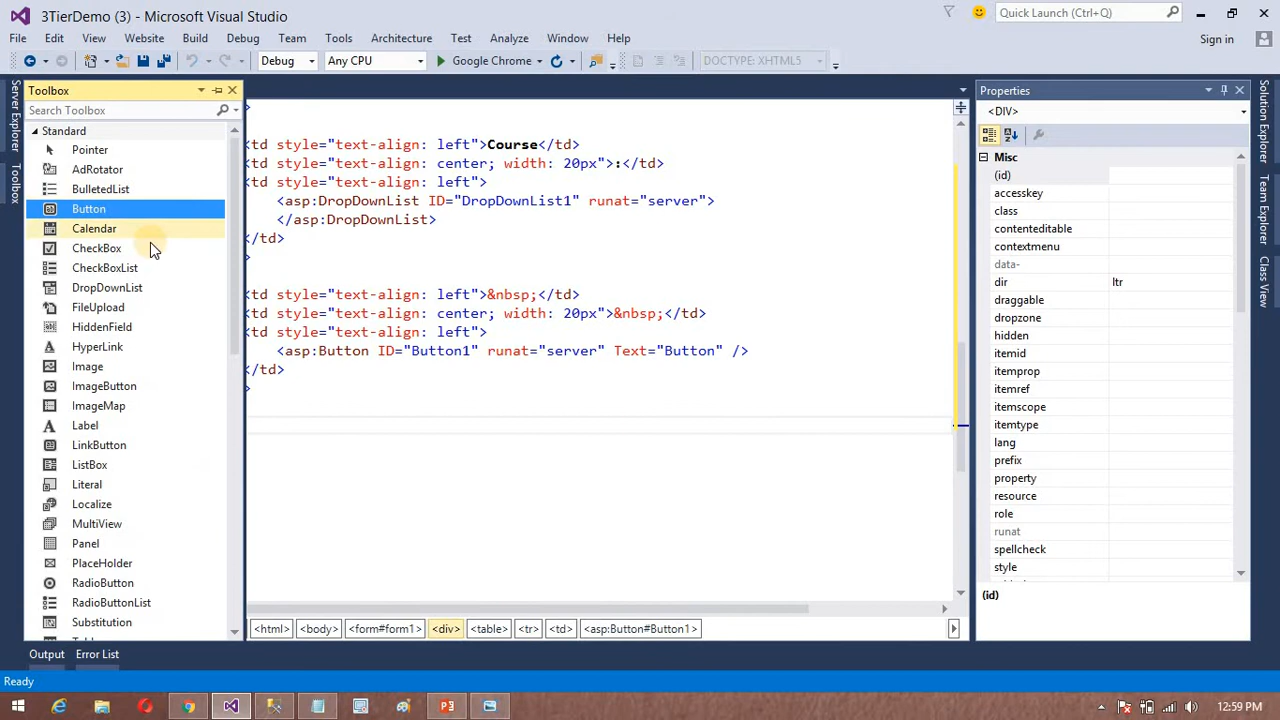 3TierDemo (3) - Microsoft Visual Studio
Quick Launch (Ctrl+Q)
File Edit View Website Build Debug Team Tools Architecture Test Analyze Window Help
Sign in
Debug Any CPU Google Chrome DOCTYPE: XHTML5
Server Explorer
Toolbox
Toolbox
Search Toolbox
Standard
Pointer
AdRotator
BulletedList
Button
Calendar
CheckBox
CheckBoxList
DropDownList
FileUpload
HiddenField
HyperLink
Image
ImageButton
ImageMap
Label
LinkButton
ListBox
Literal
Localize
MultiView
Panel
PlaceHolder
RadioButton
RadioButtonList
Substitution
>
<td style="text-align: left">Course</td>
<td style="text-align: center; width: 20px">:</td>
<td style="text-align: left">
<asp:DropDownList ID="DropDownList1" runat="server">
</asp:DropDownList>
</td>
>
<td style="text-align: left">&nbsp;</td>
<td style="text-align: center; width: 20px">&nbsp;</td>
<td style="text-align: left">
<asp:Button ID="Button1" runat="server" Text="Button" />
</td>
>
<html> <body> <form#form1> <div> <table> <tr> <td> <asp:Button#Button1>
Properties
<DIV>
Misc
(id)
accesskey
class
contenteditable
contextmenu
data-
dir ltr
draggable
dropzone
hidden
itemid
itemprop
itemref
itemscope
itemtype
lang
prefix
property
resource
role
runat
spellcheck
style
(id)
Solution Explorer
Team Explorer
Class View
Output Error List
Ready
12:59 PM